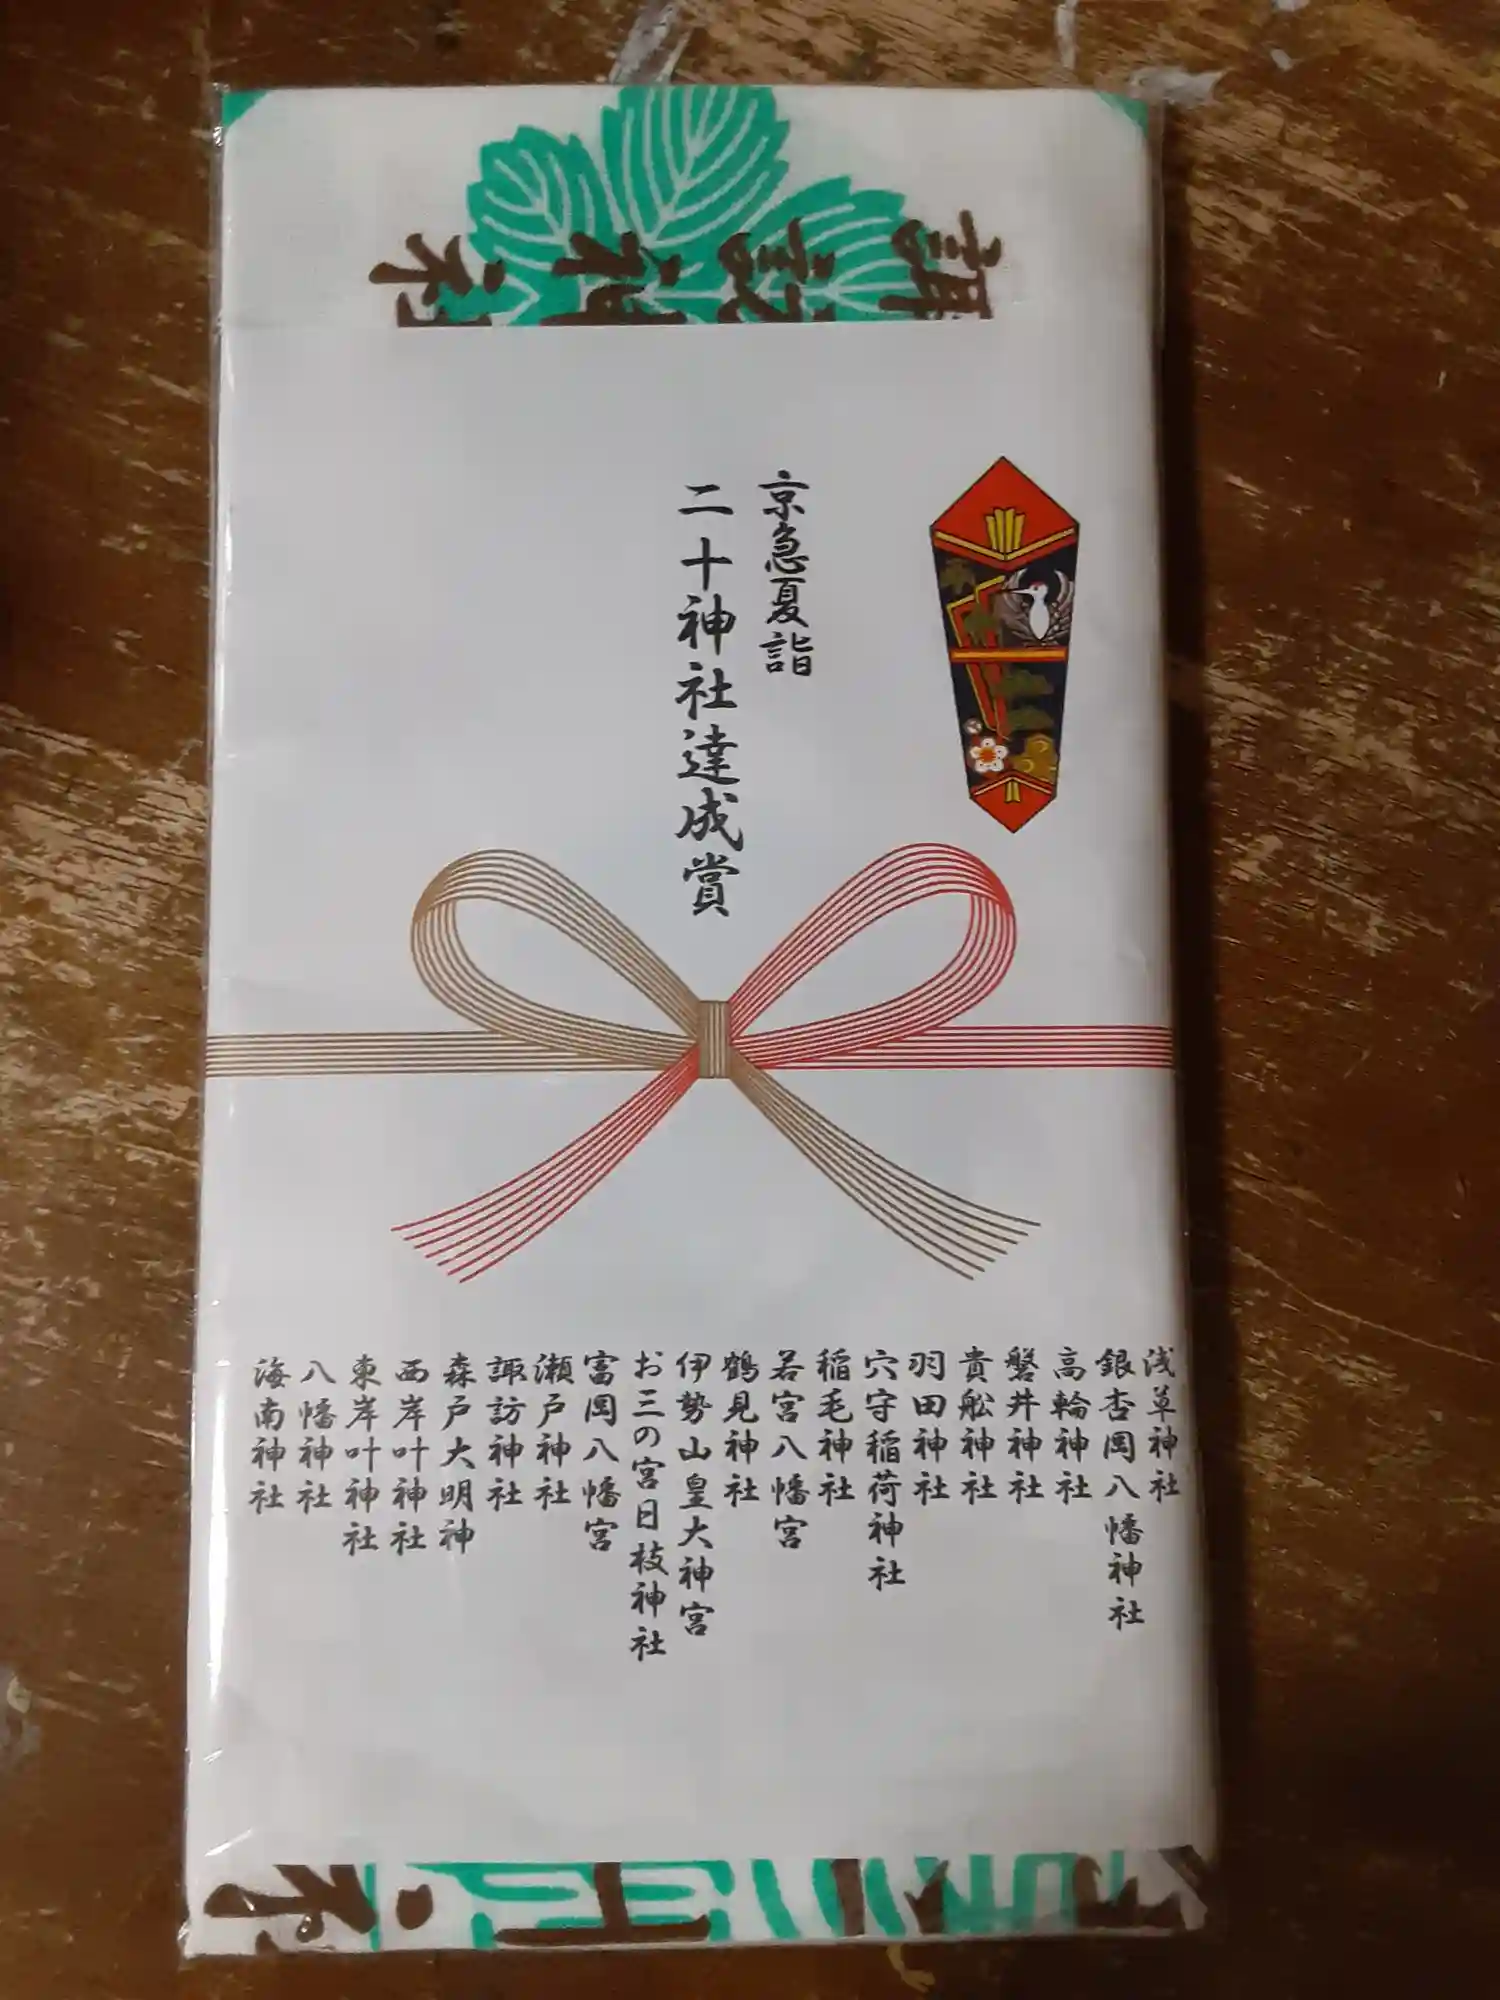 諏訪神社
京急夏詣
二十神社達成賞
浅草神社
銀杏岡八幡神社
高輪神社
磐井神社
貴舩神社
羽田神社
穴守稲荷神社
稲毛神社
若宮八幡宮
鶴見神社
伊勢山皇大神宮
お三の宮日枝神社
富岡八幡宮
瀬戸神社
諏訪神社
森戸大明神
西岸叶神社
東岸叶神社
八幡神社
海南神社